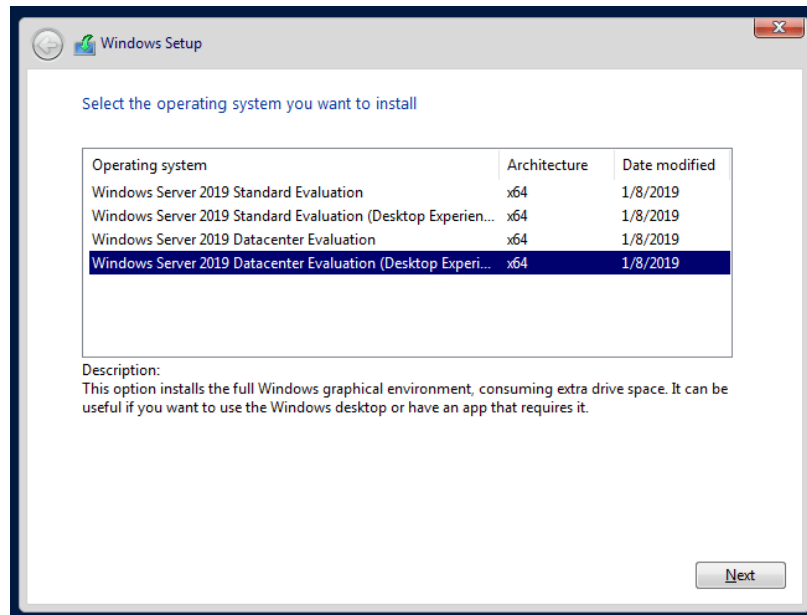 Windows Setup
Select the operating system you want to install
Operating system Architecture Date modified
Windows Server 2019 Standard Evaluation x64 1/8/2019
Windows Server 2019 Standard Evaluation (Desktop Experien... x64 1/8/2019
Windows Server 2019 Datacenter Evaluation x64 1/8/2019
Windows Server 2019 Datacenter Evaluation (Desktop Experi... x64 1/8/2019
Description:
This option installs the full Windows graphical environment, consuming extra drive space. It can be
useful if you want to use the Windows desktop or have an app that requires it.
Next